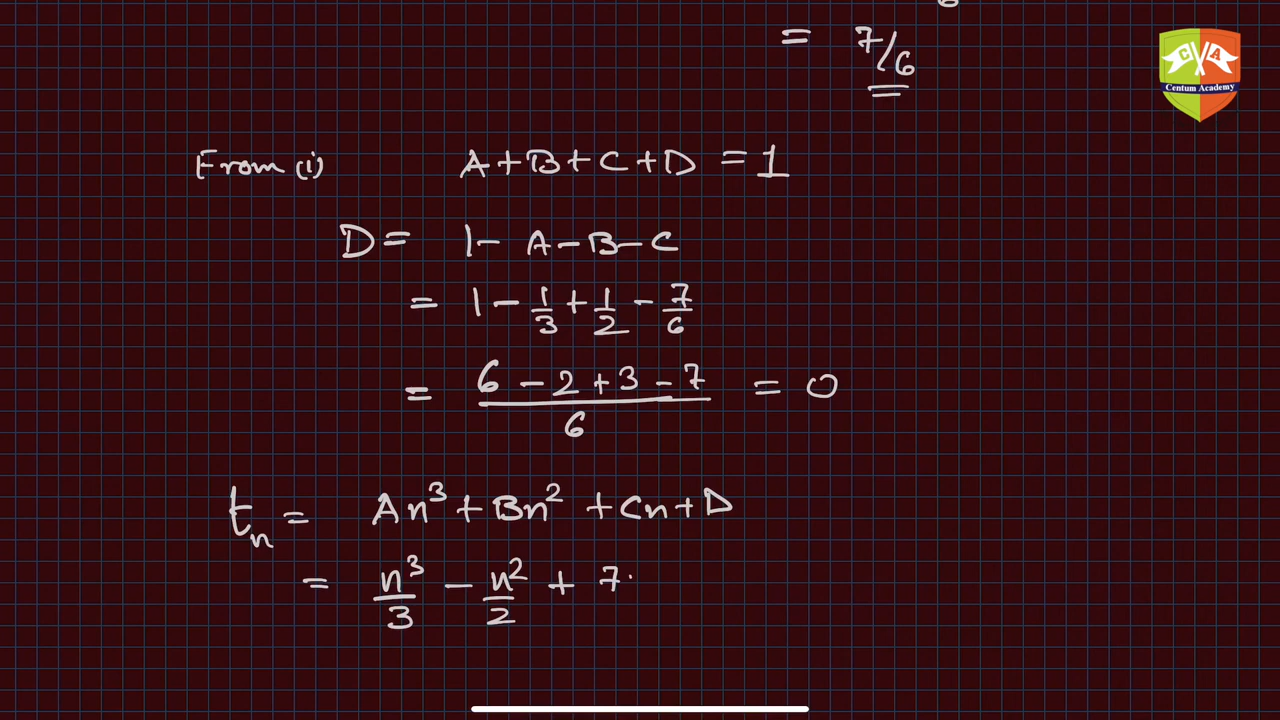 = 7/6
C A
Centum Academy
From (i) A+B+C+D = 1
D = 1 - A - B - C
= 1 - 1/3 + 1/2 - 7/6
= (6 - 2 + 3 - 7)/6 = 0
tₙ = An³ + Bn² + Cn + D
= n³/3 - n²/2 + 7